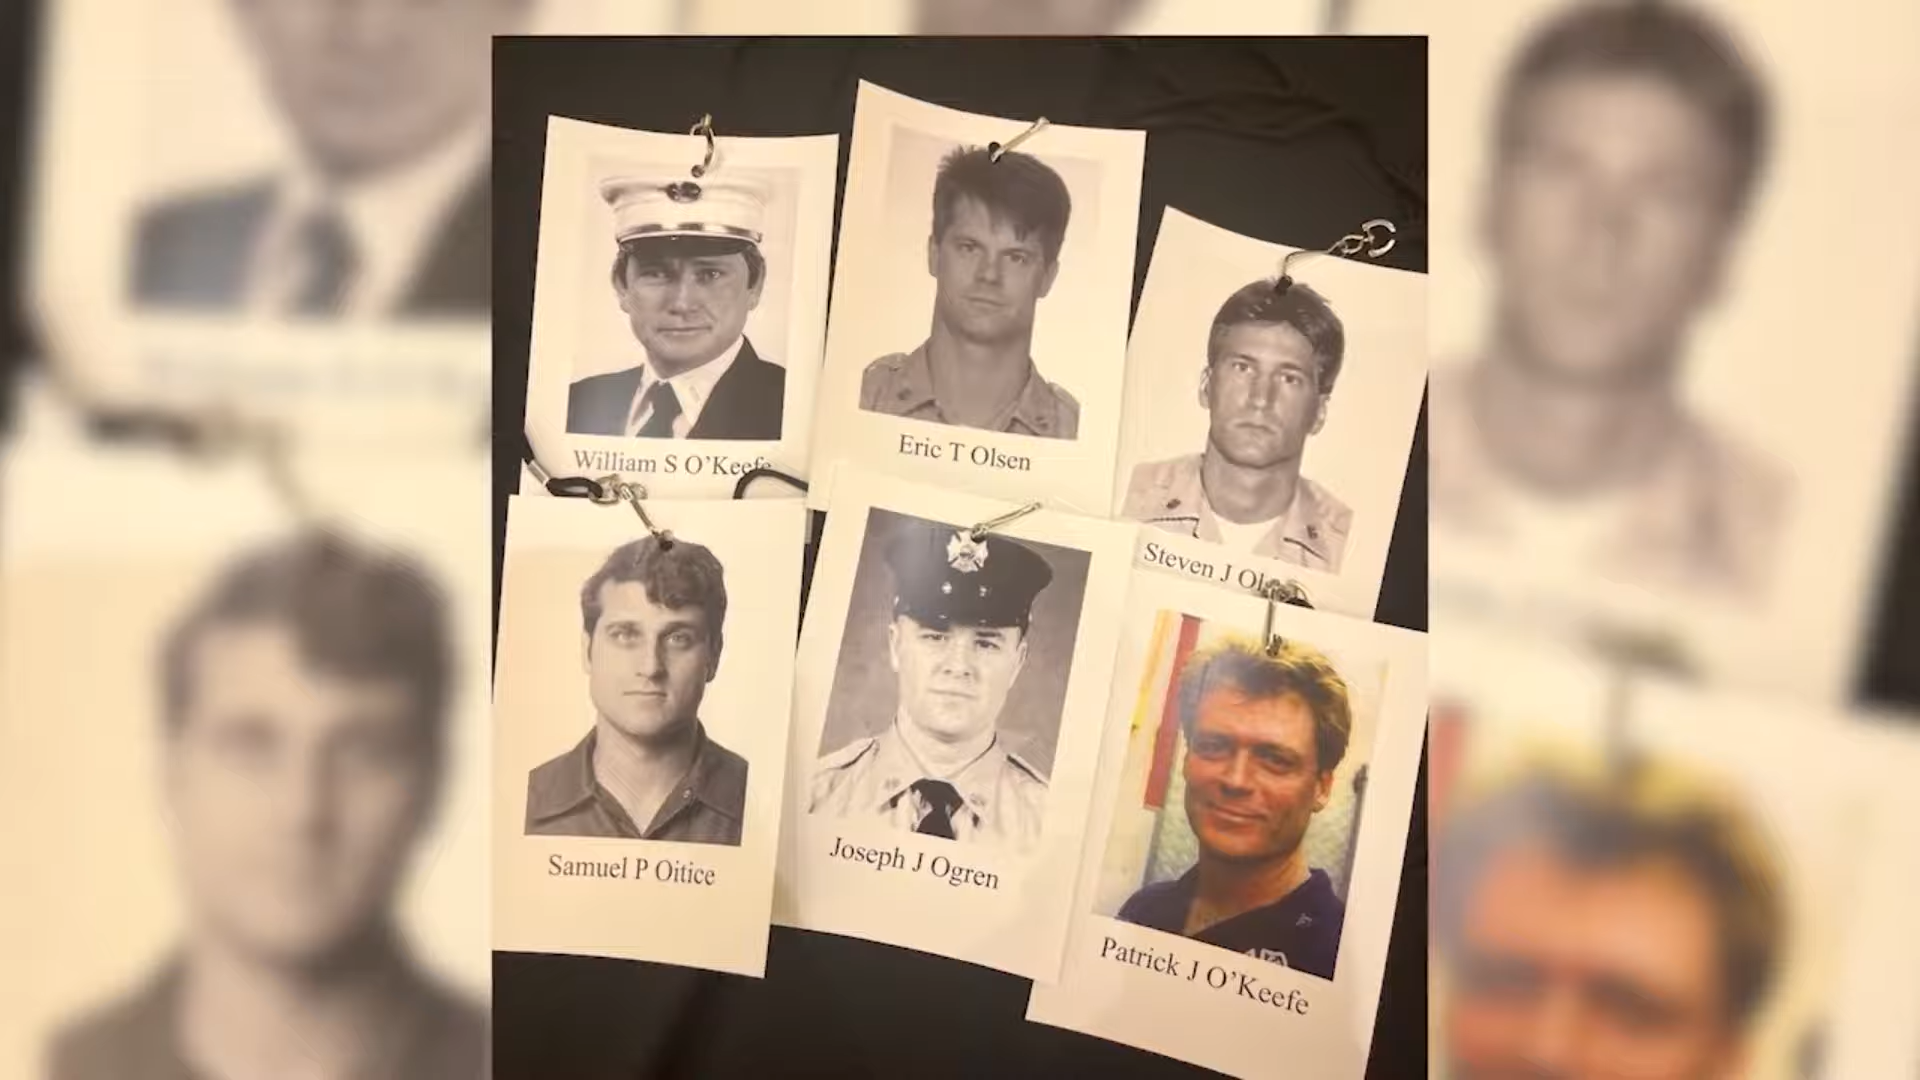 William S O'Keefe
Eric T Olsen
Steven J
Samuel P Oitice
Joseph J Ogren
Patrick J O'Keefe